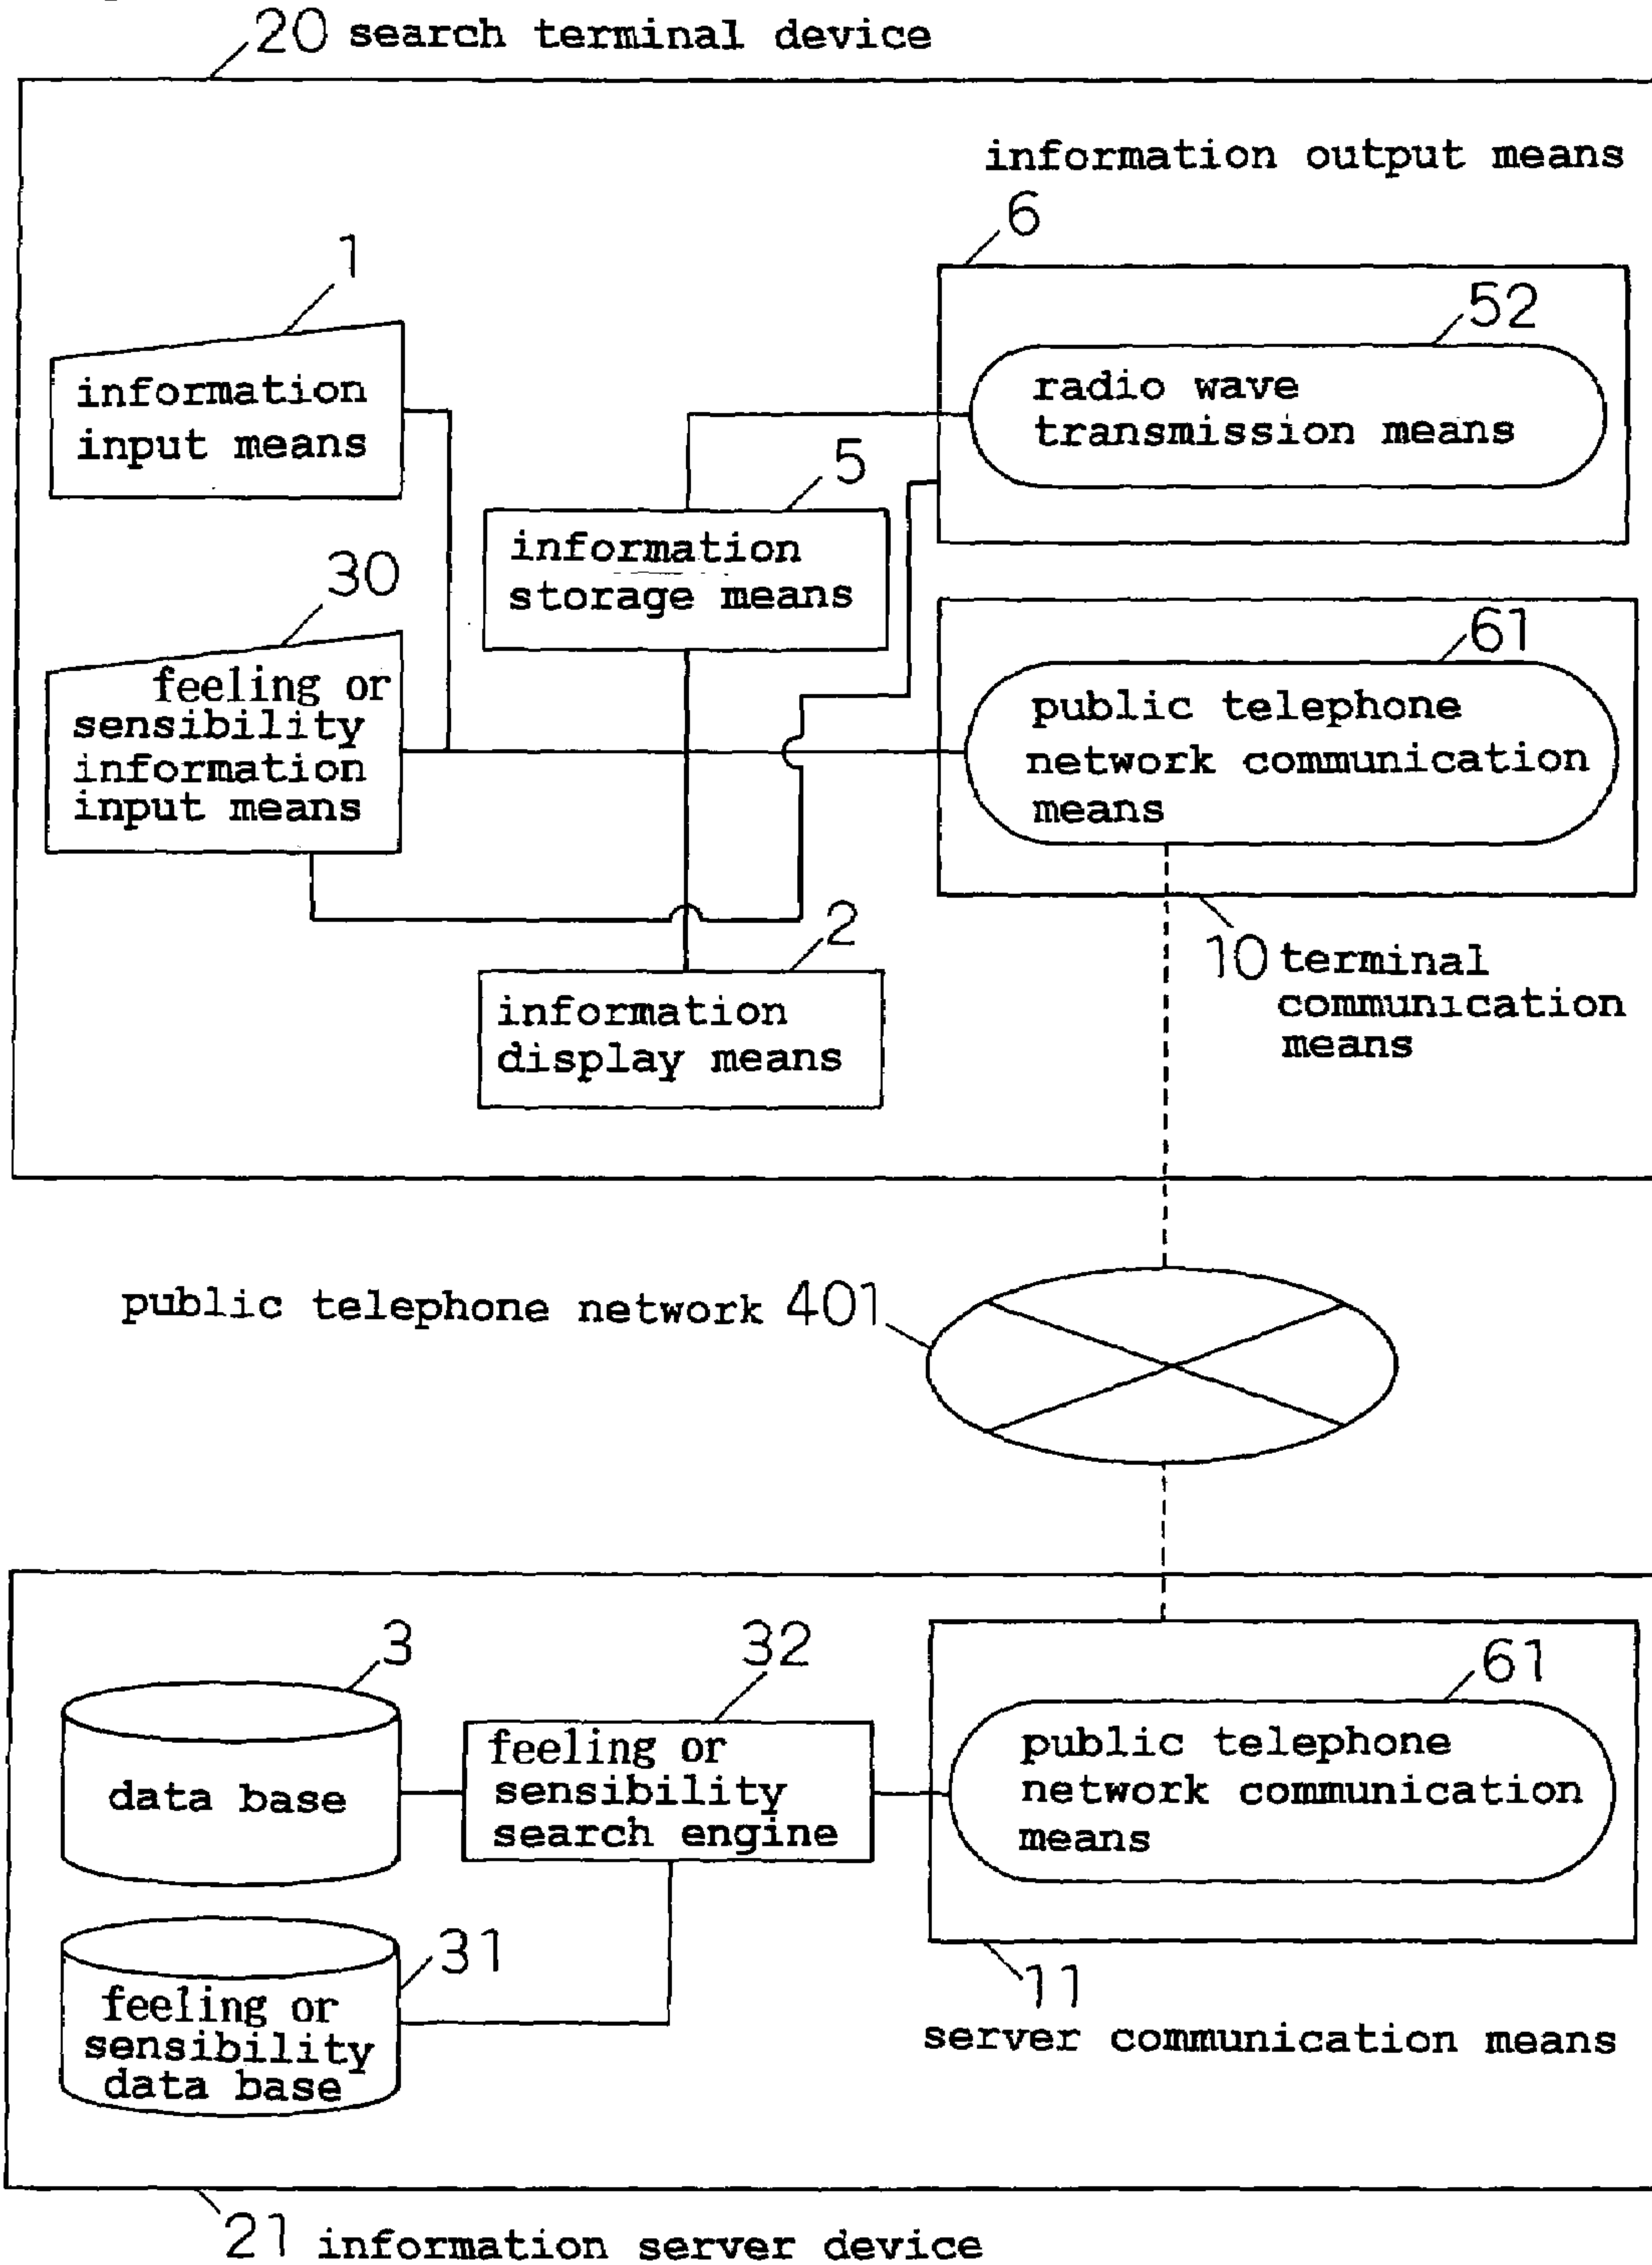 20 search terminal device
information output means
6
1
52
information
input means
radio wave
transmission means
5
information
storage means
30
61
feeling or
sensibility
information
input means
public telephone
network communication
means
2
10 terminal
communication
means
information
display means
public telephone network 401
3
32
61
data base
feeling or
sensibility
search engine
public telephone
network communication
means
31
feeling or
sensibility
data base
11
server communication means
21 information server device